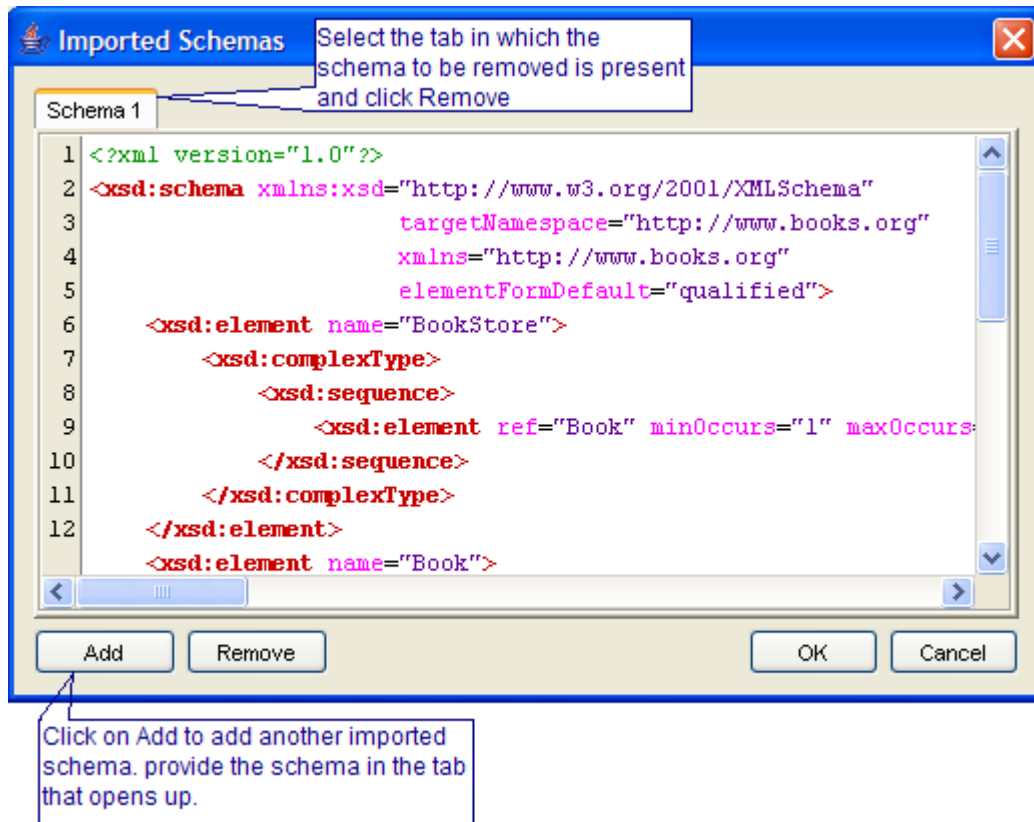 Imported Schemas
Select the tab in which the
schema to be removed is present
and click Remove
Schema 1
1 <?xml version="1.0"?>
2 <xsd:schema xmlns:xsd="http://www.w3.org/2001/XMLSchema"
3 targetNamespace="http://www.books.org"
4 xmlns="http://www.books.org"
5 elementFormDefault="qualified">
6 <xsd:element name="BookStore">
7 <xsd:complexType>
8 <xsd:sequence>
9 <xsd:element ref="Book" minOccurs="1" maxOccurs=
10 </xsd:sequence>
11 </xsd:complexType>
12 </xsd:element>
<xsd:element name="Book">
Add Remove OK Cancel
Click on Add to add another imported
schema. provide the schema in the tab
that opens up.